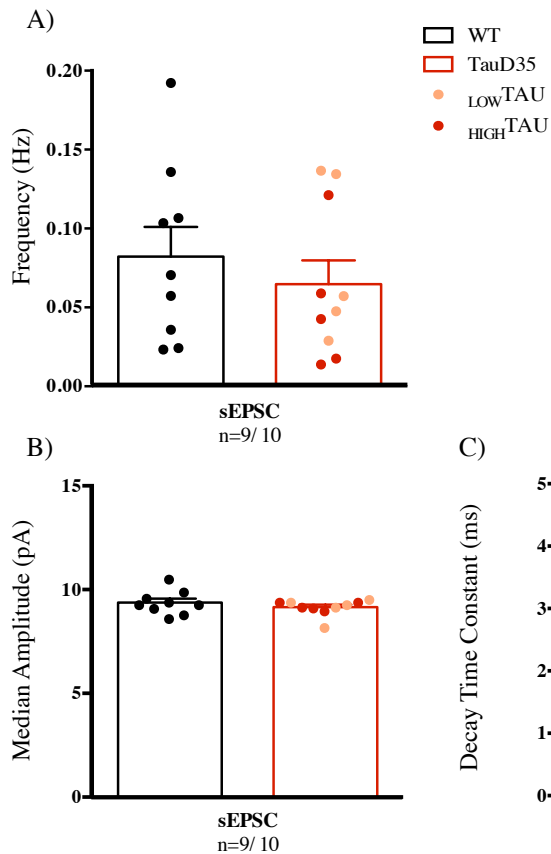 A)
WT
TauD35
LOWTAU
HIGHTAU
Frequency (Hz)
0.20
0.15
0.10
0.05
0.00
sEPSC
n=9/ 10
B)
Median Amplitude (pA)
15
10
5
0
sEPSC
n=9/ 10
C)
Decay Time Constant (ms)
5
4
3
2
1
0